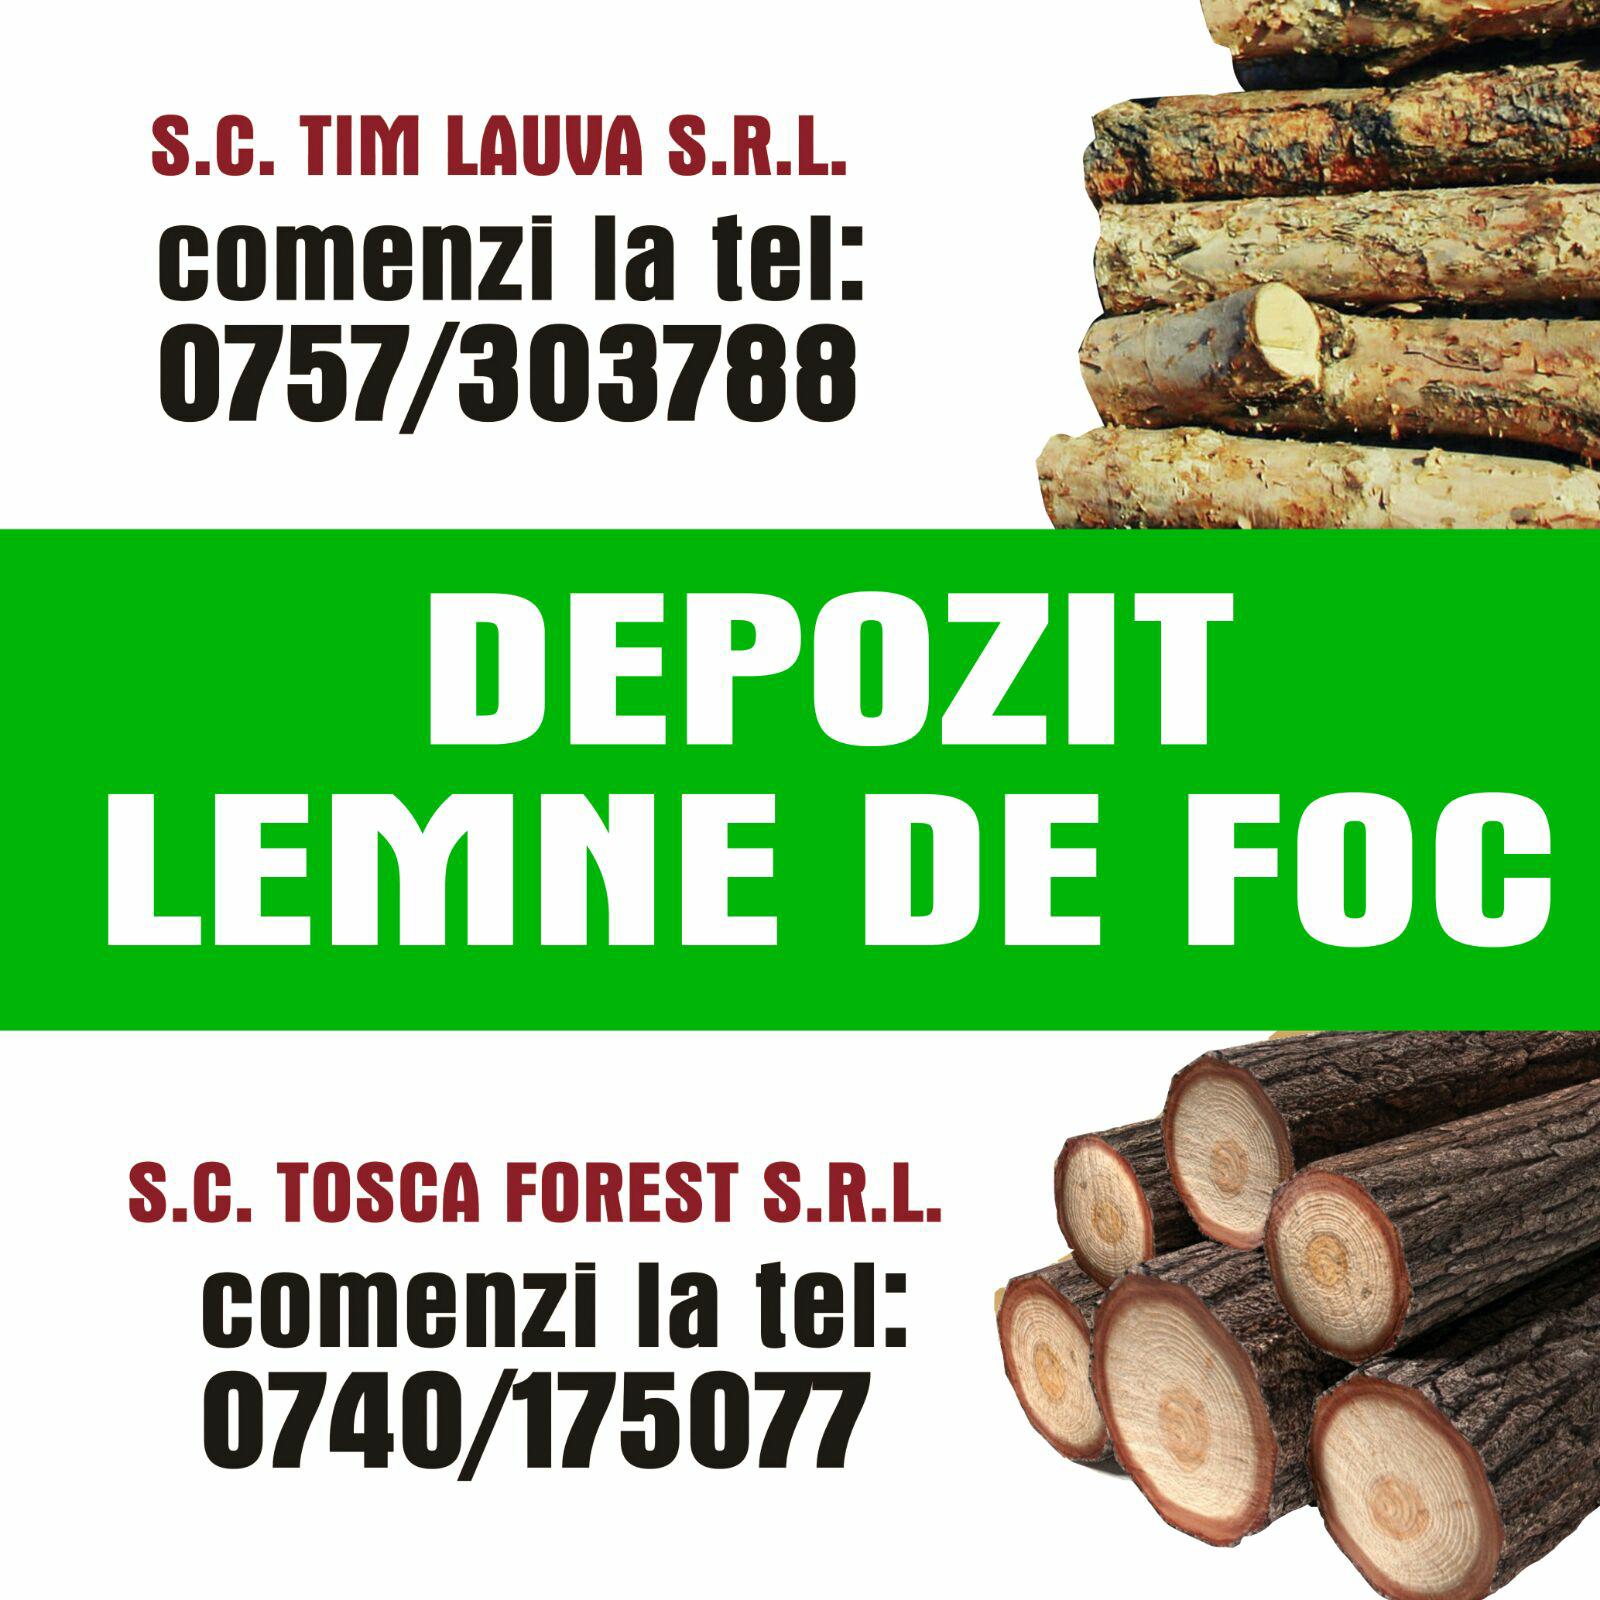 S.C. TIM LAUVA S.R.L.
comenzi la tel:
0757/303788
DEPOZIT
LEMNE DE FOC
S.C. TOSCA FOREST S.R.L.
comenzi la tel:
0740/175077